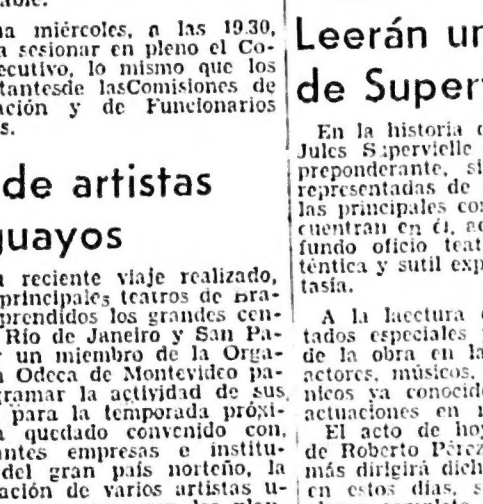 na miércoles, a las 19.30,
a sesionar en pleno el Co-
ecutivo, lo mismo que los
tantesde lasComisiones de
ación y de Funcionarios
s.
de artistas
guayos
a reciente viaje realizado,
principales teatros de Bra-
prendidos los grandes cen-
Río de Janeiro y San Pa-
un miembro de la Orga-
a Odeca de Montevideo pa-
gramar la actividad de sus
para la temporada próxi-
a quedado convenido con,
antes empresas e institu-
del gran país norteño, la
ación de varios artistas u-
Leerán un
de Superv
En la historia d
Jules Supervielle
preponderante, si
representadas de
las principales co
cuentran en él, ac
fundo oficio teat
téntica y sutil exp
tasía.
A la laectura
tados especiales
de la obra en la
actores, músicos,
nicos ya conocid
actuaciones en
El acto de hoy
de Roberto Pérez
más dirigirá dich
en estos días, s